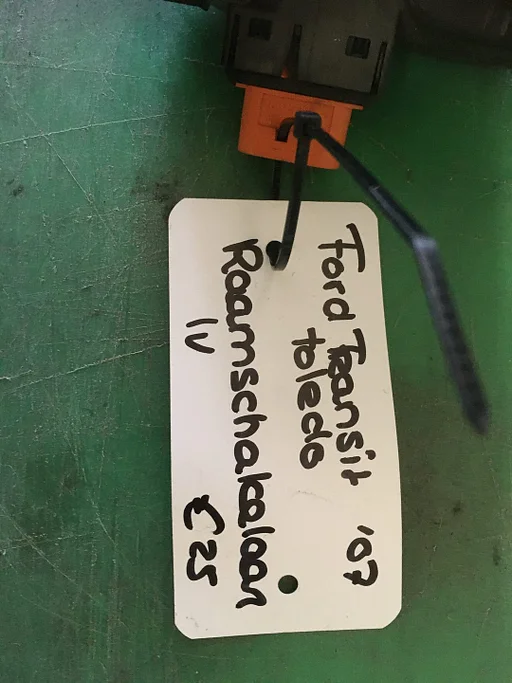 Ford Transit '07
toledo
Raamschakelaar
lv
€25